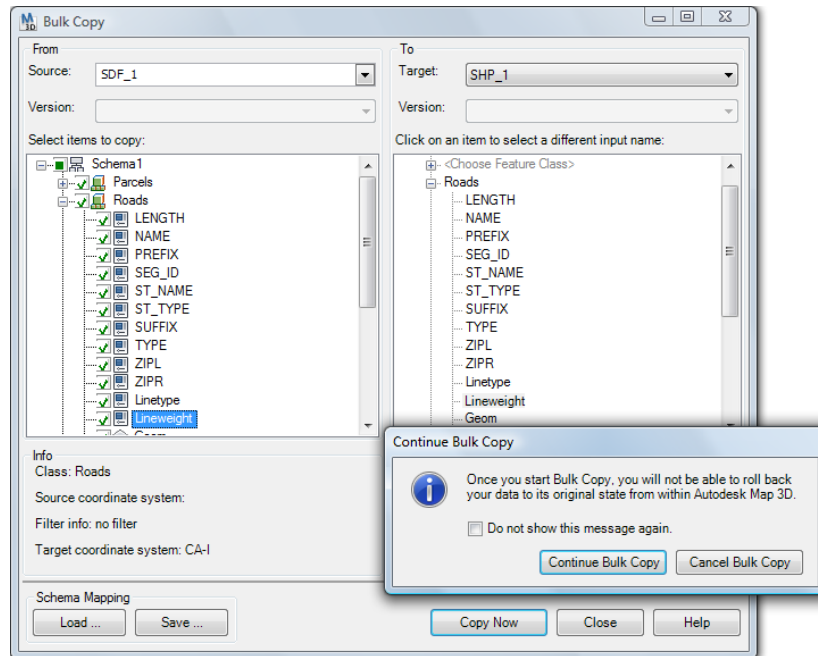 Bulk Copy
From
Source: SDF_1
Version:
Select items to copy:
Schema1
Parcels
Roads
LENGTH
NAME
PREFIX
SEG_ID
ST_NAME
ST_TYPE
SUFFIX
TYPE
ZIPL
ZIPR
Linetype
Lineweight
Geom
To
Target: SHP_1
Version:
Click on an item to select a different input name:
<Choose Feature Class>
Roads
LENGTH
NAME
PREFIX
SEG_ID
ST_NAME
ST_TYPE
SUFFIX
TYPE
ZIPL
ZIPR
Linetype
Lineweight
Geom
Info
Class: Roads
Source coordinate system:
Filter info: no filter
Target coordinate system: CA-I
Continue Bulk Copy
Once you start Bulk Copy, you will not be able to roll back
your data to its original state from within Autodesk Map 3D.
Do not show this message again.
Continue Bulk Copy Cancel Bulk Copy
Schema Mapping
Load ... Save ... Copy Now Close Help